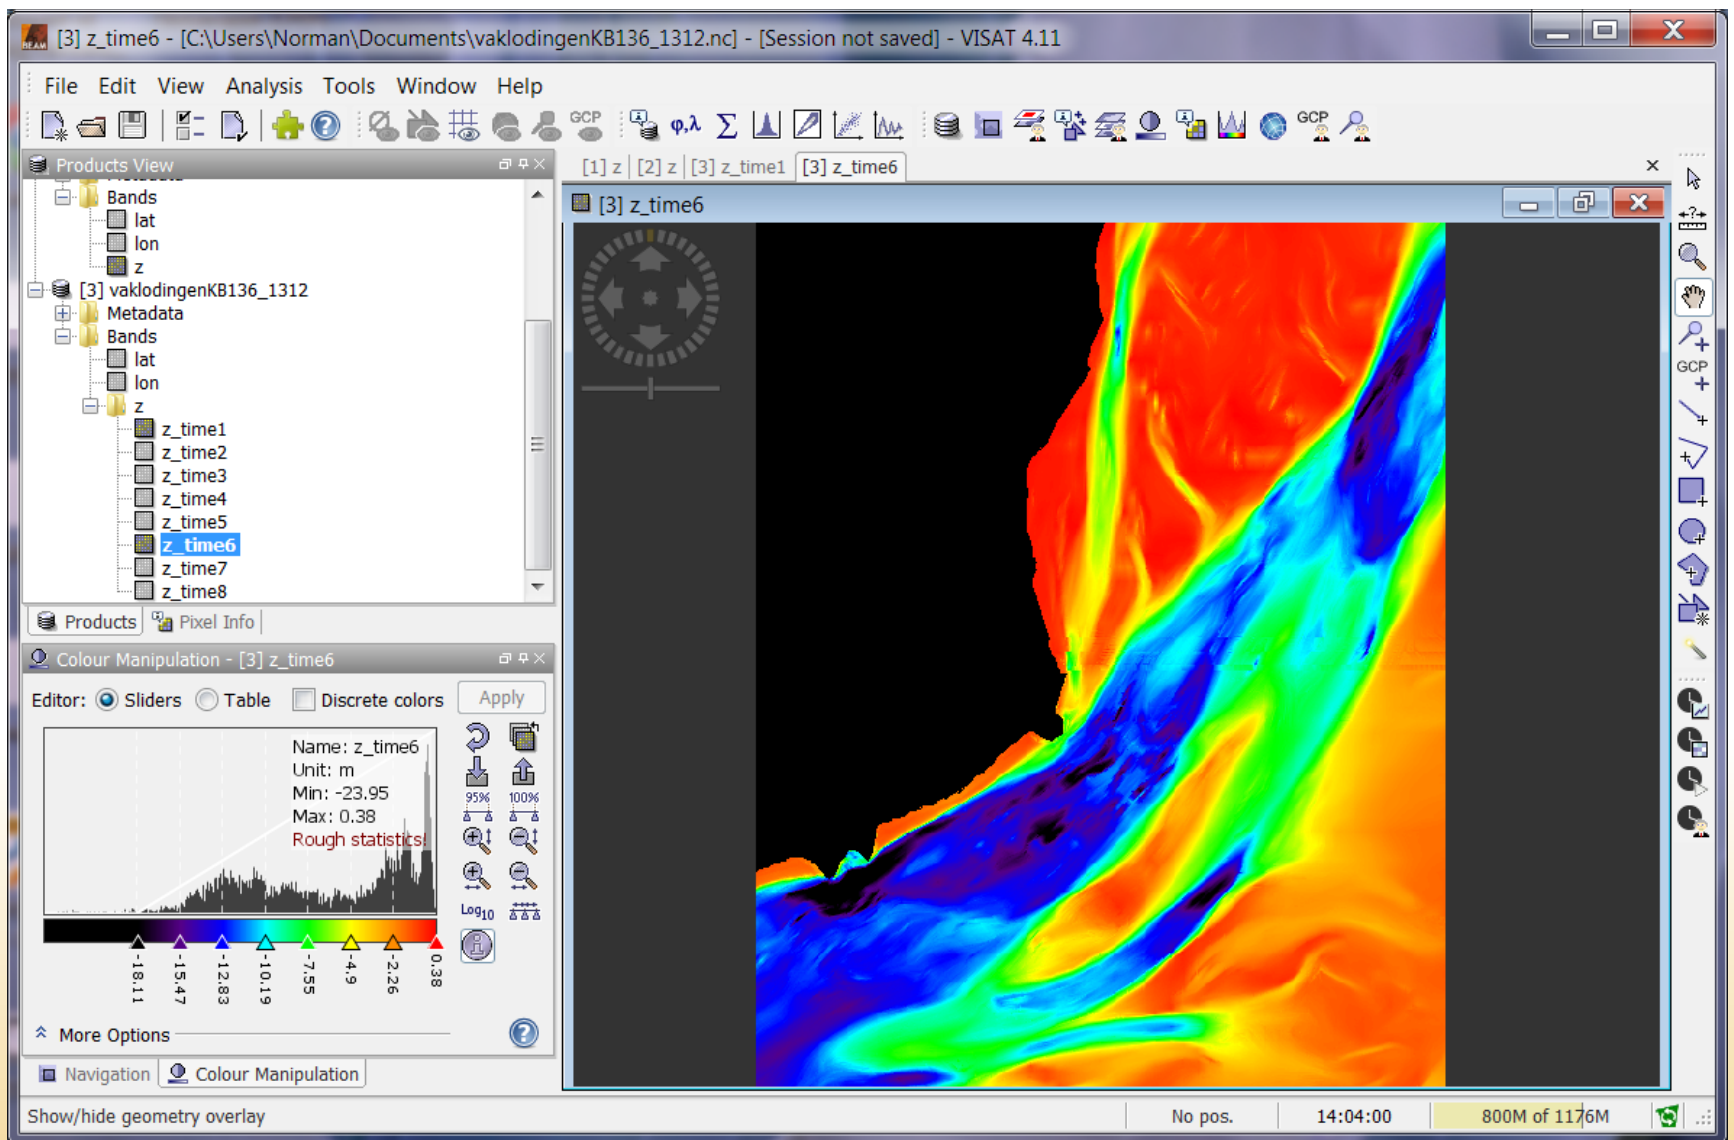 [3] z_time6 - [C:\Users\Norman\Documents\vaklodingenKB136_1312.nc] - [Session not saved] - VISAT 4.11
BEAM
File Edit View Analysis Tools Window Help
GCP φ,λ Σ GCP
Products View
[1] z [2] z [3] z_time1 [3] z_time6
Bands
lat
lon
z
[3] vaklodingenKB136_1312
Metadata
Bands
lat
lon
z
z_time1
z_time2
z_time3
z_time4
z_time5
z_time6
z_time7
z_time8
Products Pixel Info
[3] z_time6
GCP
Colour Manipulation - [3] z_time6
Editor: Sliders Table Discrete colors Apply
Name: z_time6
Unit: m
Min: -23.95
Max: 0.38
Rough statistics!
95% 100%
Log10
-18.11 -15.47 -12.83 -10.19 -7.55 -4.9 -2.26 0.38
More Options
Navigation Colour Manipulation
Show/hide geometry overlay No pos. 14:04:00 800M of 1176M